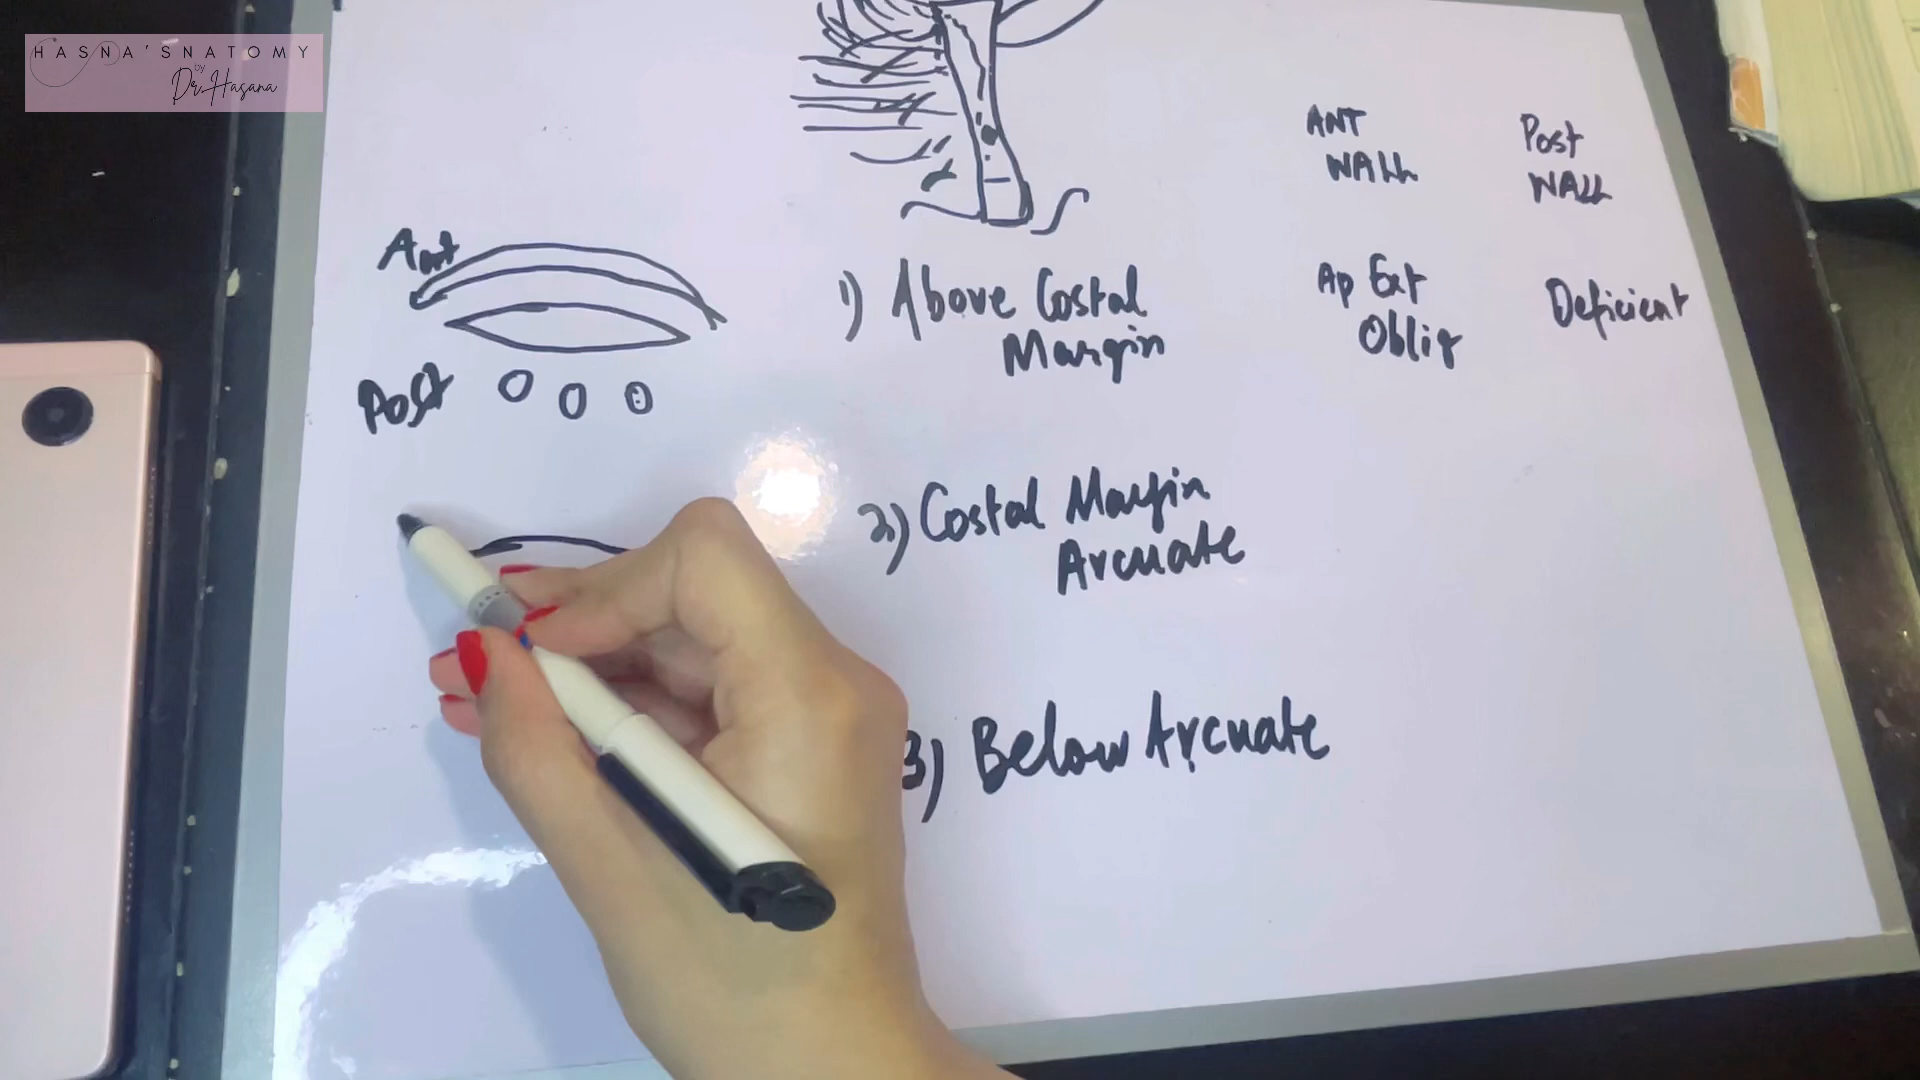 HASNA'SNATOMY
by
Dr.Hasana
ANT
WALL
Post
WALL
Ant
Post
1) Above Costal
Margin
Ap Ext
Obliq
Deficient
2) Costal Margin
Arcuate
3) Below Arcuate